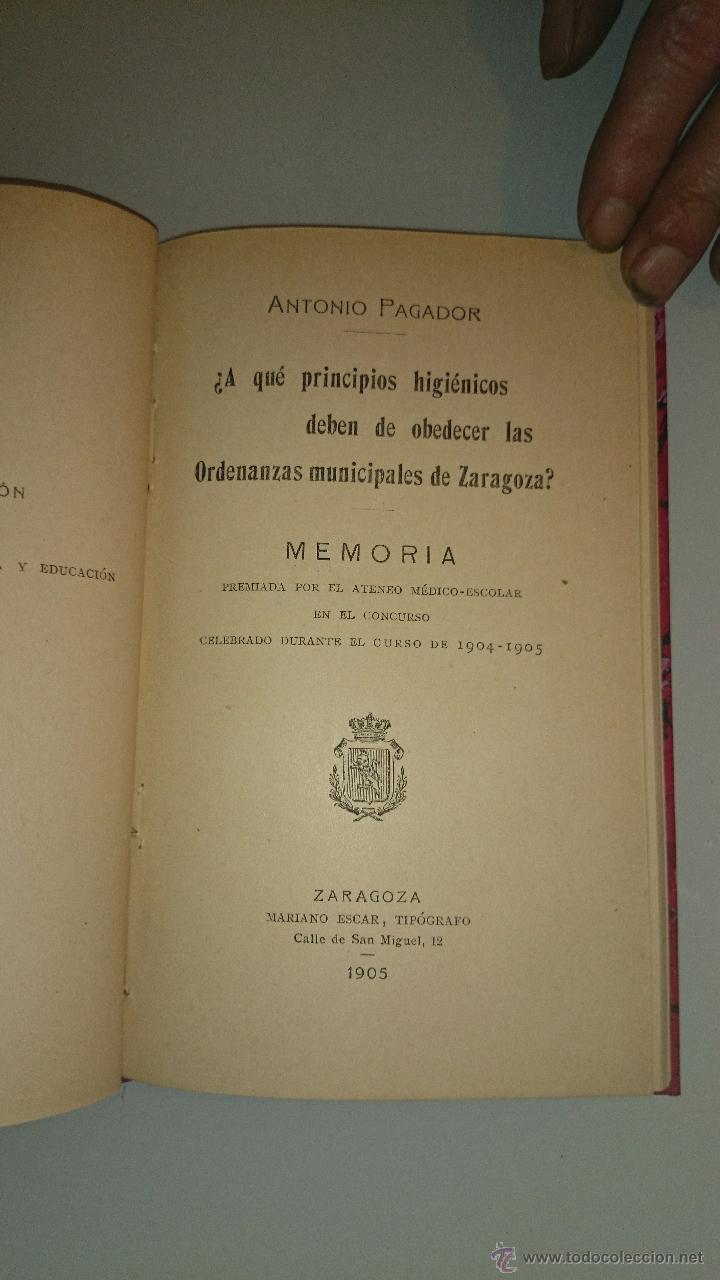 ÓN
Y EDUCACIÓN
ANTONIO PAGADOR
¿A qué principios higiénicos
deben de obedecer las
Ordenanzas municipales de Zaragoza?
MEMORIA
PREMIADA POR EL ATENEO MÉDICO-ESCOLAR
EN EL CONCURSO
CELEBRADO DURANTE EL CURSO DE 1904-1905
ZARAGOZA
MARIANO ESCAR, TIPÓGRAFO
Calle de San Miguel, 12
1905
www.todocoleccion.net